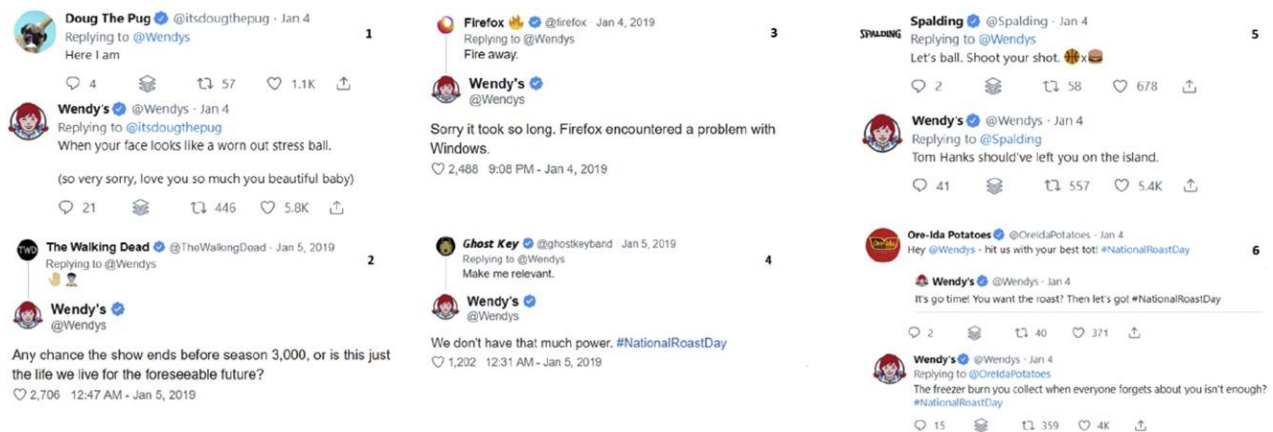 Doug The Pug @itsdougthepug · Jan 4
Replying to @Wendys
Here I am
4 57 1.1K
1
Wendy's @Wendys · Jan 4
Replying to @itsdougthepug
When your face looks like a worn out stress ball.
(so very sorry, love you so much you beautiful baby)
21 446 5.8K
TWD
The Walking Dead @TheWalkingDead · Jan 5, 2019
Replying to @Wendys
2
Wendy's
@Wendys
Any chance the show ends before season 3,000, or is this just
the life we live for the foreseeable future?
2,706 12:47 AM - Jan 5, 2019
Firefox @firefox · Jan 4, 2019
Replying to @Wendys
Fire away.
3
Wendy's
@Wendys
Sorry it took so long. Firefox encountered a problem with
Windows.
2,488 9:08 PM - Jan 4, 2019
Ghost Key @ghostkeyband · Jan 5, 2019
Replying to @Wendys
Make me relevant.
4
Wendy's
@Wendys
We don't have that much power. #NationalRoastDay
1,202 12:31 AM - Jan 5, 2019
SPALDING
Spalding @Spalding · Jan 4
Replying to @Wendys
Let's ball. Shoot your shot. x
2 58 678
5
Wendy's @Wendys · Jan 4
Replying to @Spalding
Tom Hanks should've left you on the island.
41 557 5.4K
Ore-Ida
Ore-Ida Potatoes @OreIdaPotatoes · Jan 4
Hey @Wendys - hit us with your best tot! #NationalRoastDay
6
Wendy's @Wendys · Jan 4
It's go time! You want the roast? Then let's go! #NationalRoastDay
2 40 371
Wendy's @Wendys · Jan 4
Replying to @OreIdaPotatoes
The freezer burn you collect when everyone forgets about you isn't enough?
#NationalRoastDay
15 359 4K